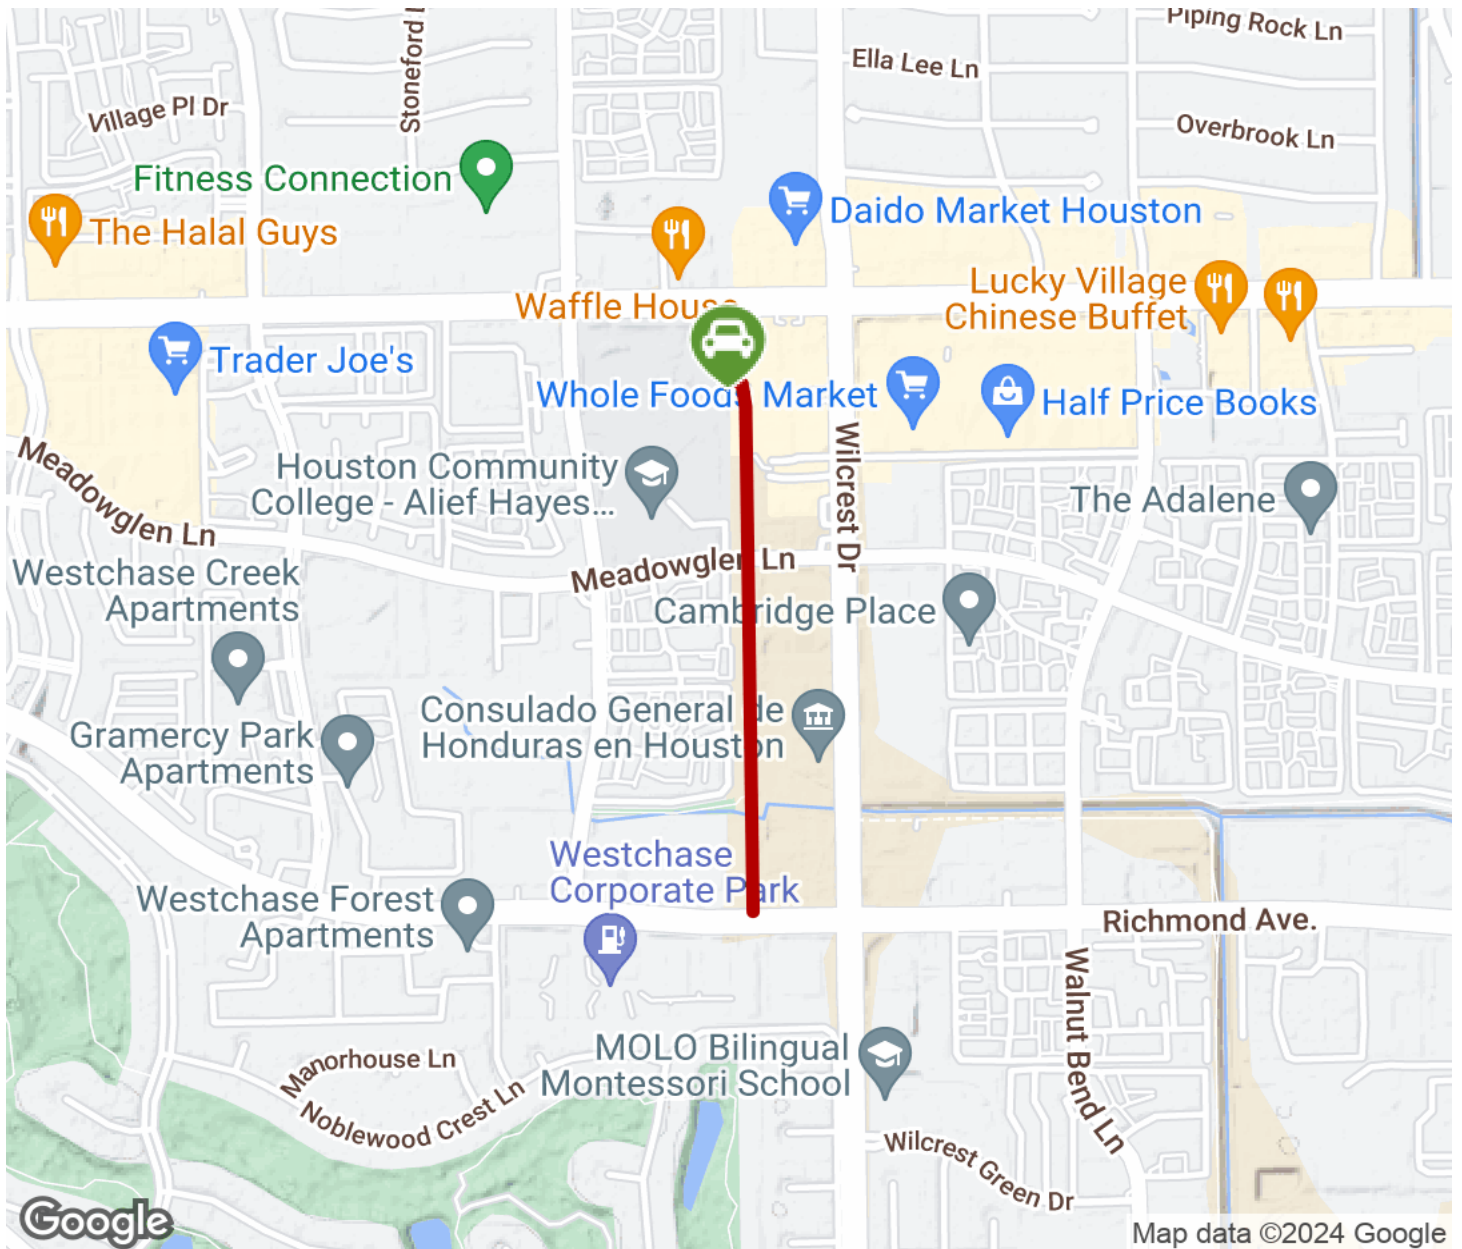 Piping Rock Ln
Ella Lee Ln
Stoneford
Village Pl Dr
Overbrook Ln
Fitness Connection
The Halal Guys
Daido Market Houston
Waffle House
Lucky Village
Chinese Buffet
Trader Joe's
Whole Foods Market
Half Price Books
Meadowglen Ln
Houston Community
College - Alief Hayes...
Wilcrest Dr
The Adalene
Meadowglen Ln
Westchase Creek
Apartments
Cambridge Place
Consulado General de
Honduras en Houston
Gramercy Park
Apartments
Westchase
Corporate Park
Westchase Forest
Apartments
Richmond Ave.
Walnut Bend Ln
MOLO Bilingual
Montessori School
Manorhouse Ln
Noblewood Crest Ln
Wilcrest Green Dr
Google
Map data ©2024 Google